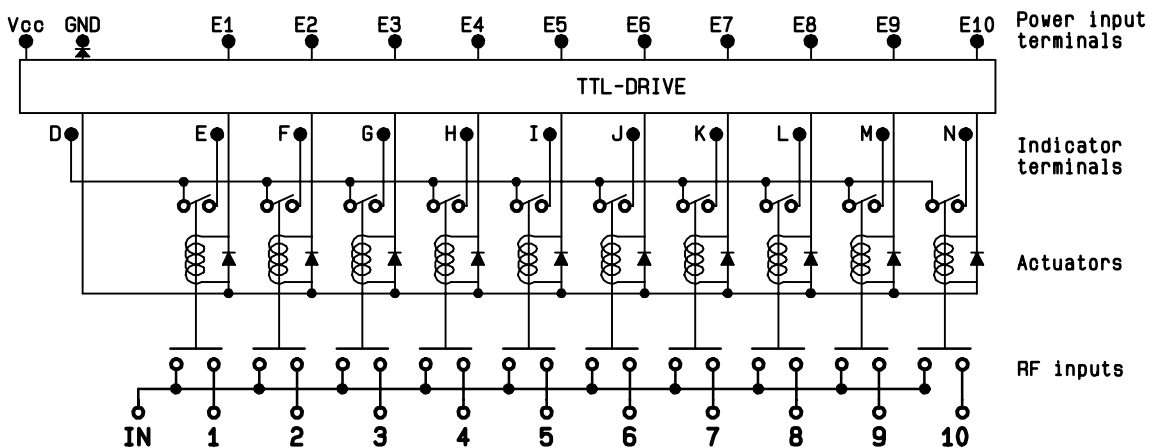 Vcc GND E1 E2 E3 E4 E5 E6 E7 E8 E9 E10 Power input
terminals
TTL-DRIVE
D E F G H I J K L M N
Indicator
terminals
Actuators
RF inputs
IN 1 2 3 4 5 6 7 8 9 10